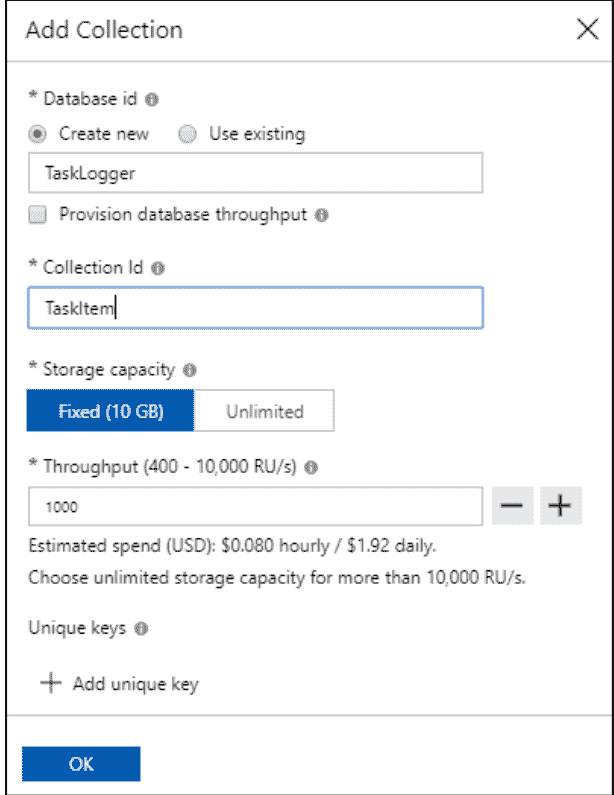 Add Collection
* Database id
Create new Use existing
TaskLogger
Provision database throughput
* Collection Id
TaskItem
* Storage capacity
Fixed (10 GB) Unlimited
* Throughput (400 - 10,000 RU/s)
1000
Estimated spend (USD): $0.080 hourly / $1.92 daily.
Choose unlimited storage capacity for more than 10,000 RU/s.
Unique keys
Add unique key
OK